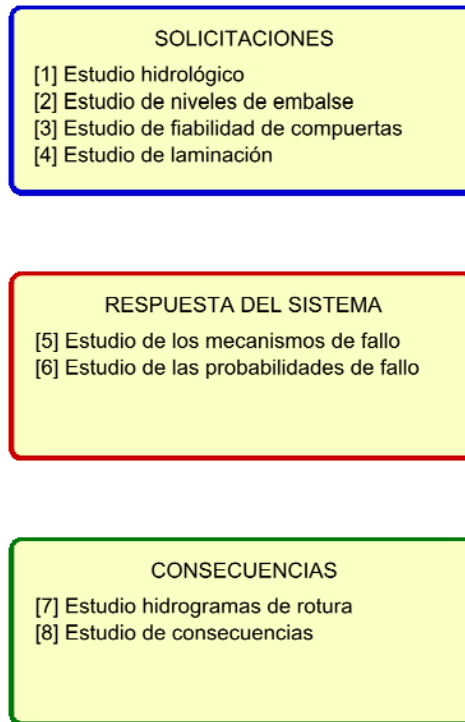 SOLICITACIONES
[1] Estudio hidrológico
[2] Estudio de niveles de embalse
[3] Estudio de fiabilidad de compuertas
[4] Estudio de laminación
RESPUESTA DEL SISTEMA
[5] Estudio de los mecanismos de fallo
[6] Estudio de las probabilidades de fallo
CONSECUENCIAS
[7] Estudio hidrogramas de rotura
[8] Estudio de consecuencias